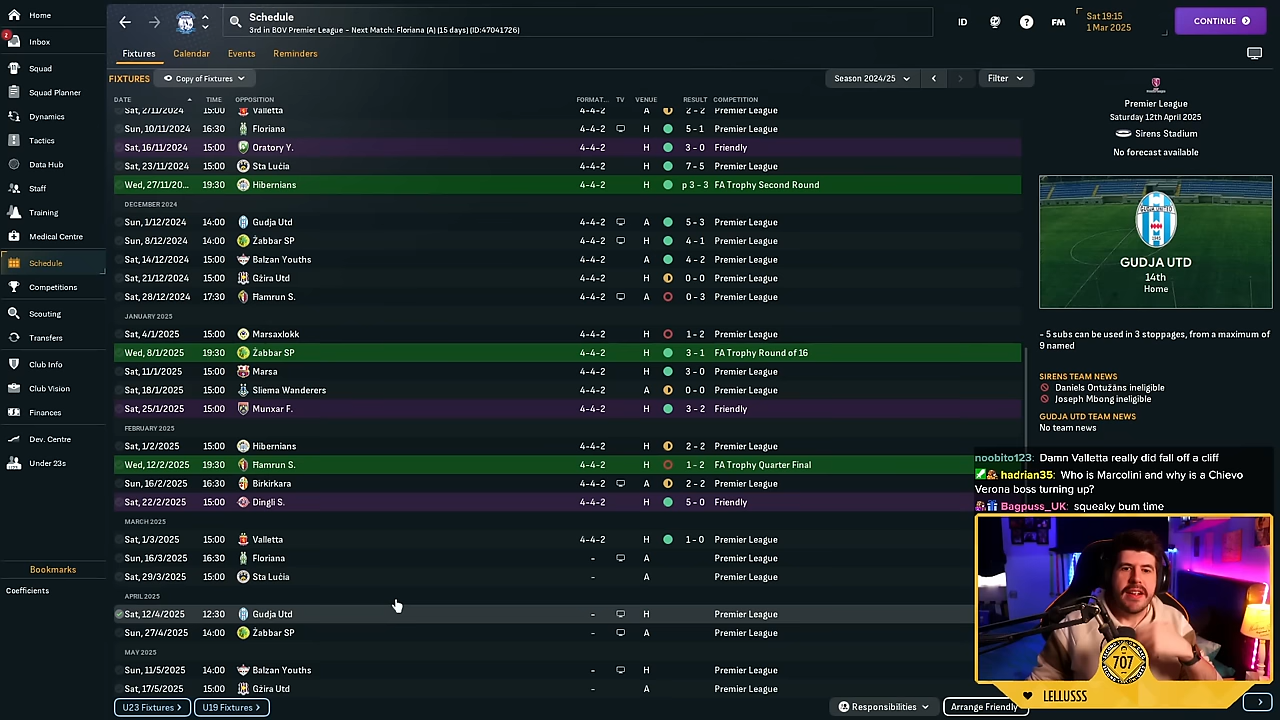 Home
Inbox
2
Squad
Squad Planner
Dynamics
Tactics
Data Hub
Staff
Training
Medical Centre
Schedule
Competitions
Scouting
Transfers
Club Info
Club Vision
Finances
Dev. Centre
Under 23s
Bookmarks
Coefficients
Schedule
3rd in BOV Premier League - Next Match: Floriana (A) (15 days) (ID:47041726)
ID
FM
Sat 19:15
1 Mar 2025
CONTINUE
Fixtures Calendar Events Reminders
FIXTURES Copy of Fixtures
Season 2024/25
Filter
DATE TIME OPPOSITION FORMAT... TV VENUE RESULT COMPETITION
Sat, 2/11/2024 15:00 Valletta 4-4-2 A 2 - 2 Premier League
Sun, 10/11/2024 16:30 Floriana 4-4-2 H 5 - 1 Premier League
Sat, 16/11/2024 15:00 Oratory Y. 4-4-2 H 3 - 0 Friendly
Sat, 23/11/2024 15:00 Sta Luċia 4-4-2 H 7 - 5 Premier League
Wed, 27/11/20... 19:30 Hibernians 4-4-2 H p 3 - 3 FA Trophy Second Round
DECEMBER 2024
Sun, 1/12/2024 14:00 Gudja Utd 4-4-2 A 5 - 3 Premier League
Sun, 8/12/2024 14:00 Żabbar SP 4-4-2 H 4 - 1 Premier League
Sat, 14/12/2024 15:00 Balzan Youths 4-4-2 A 4 - 2 Premier League
Sat, 21/12/2024 15:00 Gżira Utd 4-4-2 H 0 - 0 Premier League
Sat, 28/12/2024 17:30 Ħamrun S. 4-4-2 A 0 - 3 Premier League
JANUARY 2025
Sat, 4/1/2025 15:00 Marsaxlokk 4-4-2 H 1 - 2 Premier League
Wed, 8/1/2025 19:30 Żabbar SP 4-4-2 H 3 - 1 FA Trophy Round of 16
Sat, 11/1/2025 15:00 Marsa 4-4-2 H 3 - 0 Premier League
Sat, 18/1/2025 15:00 Sliema Wanderers 4-4-2 A 0 - 0 Premier League
Sat, 25/1/2025 15:00 Munxar F. 4-4-2 H 3 - 2 Friendly
FEBRUARY 2025
Sat, 1/2/2025 15:00 Hibernians 4-4-2 H 2 - 2 Premier League
Wed, 12/2/2025 19:30 Ħamrun S. 4-4-2 H 1 - 2 FA Trophy Quarter Final
Sun, 16/2/2025 16:30 Birkirkara 4-4-2 A 2 - 2 Premier League
Sat, 22/2/2025 15:00 Dingli S. 4-4-2 H 5 - 0 Friendly
MARCH 2025
Sat, 1/3/2025 15:00 Valletta 4-4-2 H 1 - 0 Premier League
Sun, 16/3/2025 16:30 Floriana - A Premier League
Sat, 29/3/2025 15:00 Sta Luċia - A Premier League
APRIL 2025
Sat, 12/4/2025 12:30 Gudja Utd - H Premier League
Sun, 27/4/2025 14:00 Żabbar SP - A Premier League
MAY 2025
Sun, 11/5/2025 14:00 Balzan Youths - H Premier League
Sat, 17/5/2025 15:00 Gżira Utd - A Premier League
U23 Fixtures > U19 Fixtures >
Responsibilities
Arrange Friendly
Premier League
Saturday 12th April 2025
Sirens Stadium
No forecast available
GUDJA UTD
14th
Home
- 5 subs can be used in 3 stoppages, from a maximum of
9 named
SIRENS TEAM NEWS
Daniels Ontužāns ineligible
Joseph Mbong ineligible
GUDJA UTD TEAM NEWS
No team news
noobito123: Damn Valletta really did fall off a cliff
hadrian35: Who is Marcolini and why is a Chievo
Verona boss turning up?
Bagpuss_UK: squeaky bum time
707
LELLUSSS